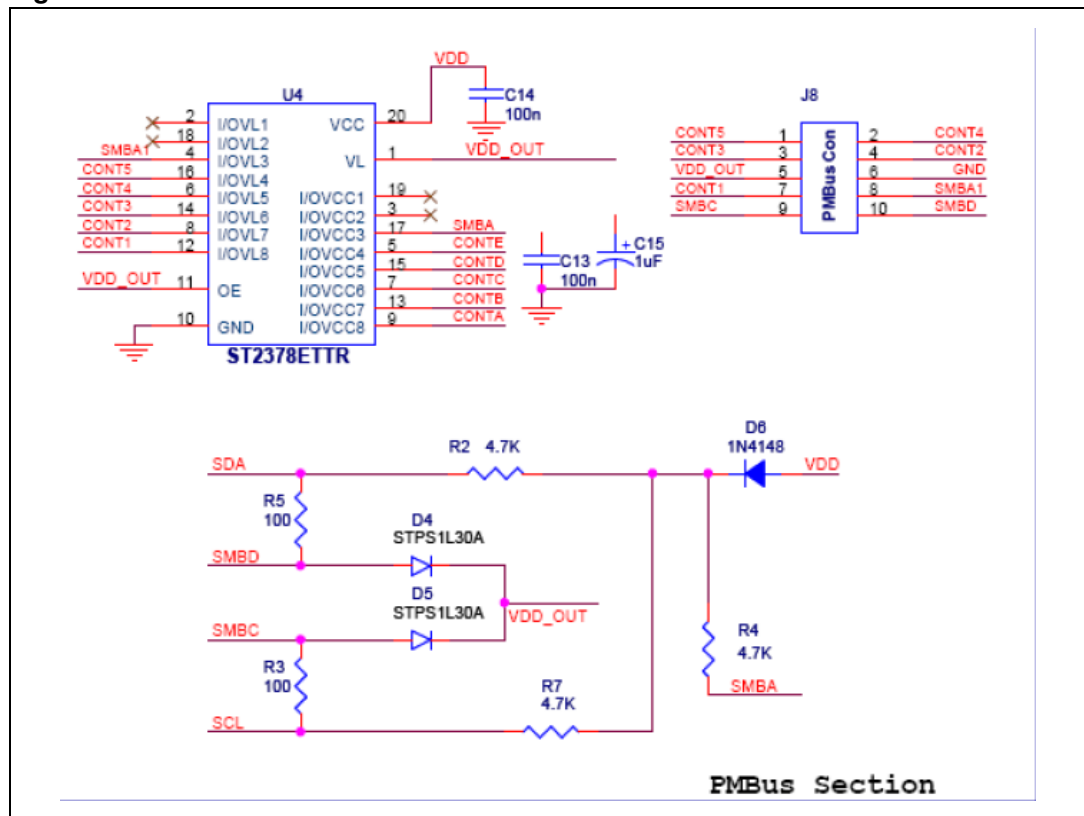 VDD
U4
C14
100n
2 I/OVL1 VCC 20
18 I/OVL2
SMBA1 4 I/OVL3 VL 1 VDD_OUT
CONT5 16 I/OVL4
CONT4 6 I/OVL5 I/OVCC1 19
CONT3 14 I/OVL6 I/OVCC2 3
CONT2 8 I/OVL7 I/OVCC3 17 SMBA
CONT1 12 I/OVL8 I/OVCC4 5 CONTE
I/OVCC5 15 CONTD
VDD_OUT 11 OE I/OVCC6 7 CONTC
I/OVCC7 13 CONTB
10 GND I/OVCC8 9 CONTA
ST2378ETTR
C13
100n
+ C15
1uF
J8
CONT5 1 2 CONT4
CONT3 3 4 CONT2
VDD_OUT 5 6 GND
CONT1 7 8 SMBA1
SMBC 9 10 SMBD
PMBus Con
SDA
R2 4.7K
D6
1N4148
VDD
R5
100
D4
STPS1L30A
SMBD
D5
STPS1L30A
VDD_OUT
SMBC
R3
100
R4
4.7K
SMBA
R7
4.7K
SCL
PMBus Section